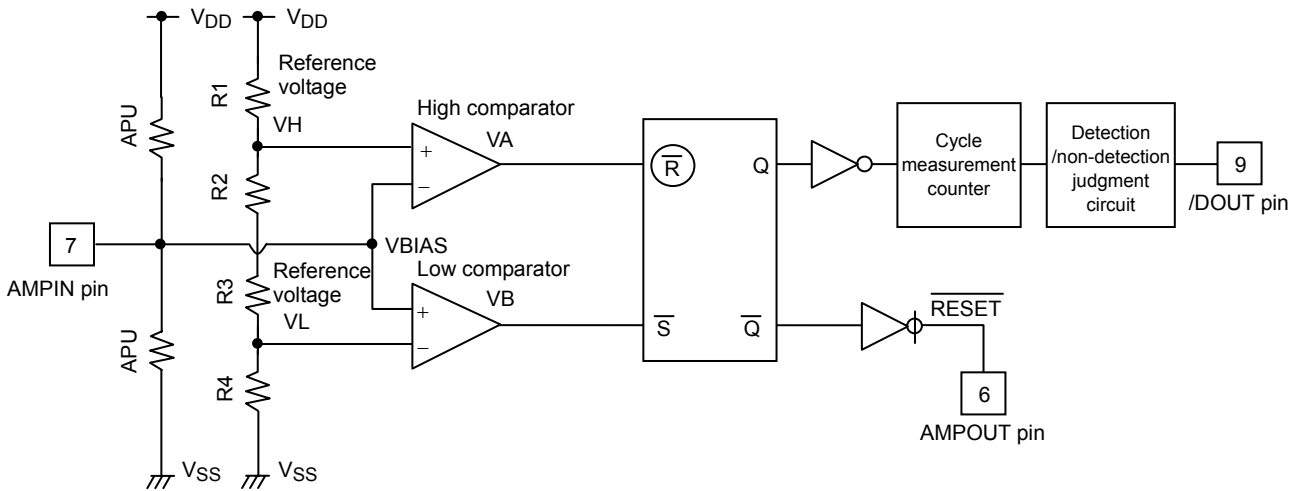 VDD
VDD
Reference
voltage
APU
R1
VH
High comparator
VA
+
−
R
Q
Cycle
measurement
counter
Detection
/non-detection
judgment
circuit
9
/DOUT pin
R2
7
AMPIN pin
VBIAS
R3
Reference
voltage
VL
Low comparator
VB
+
−
S
Q
RESET
APU
R4
6
AMPOUT pin
VSS
VSS